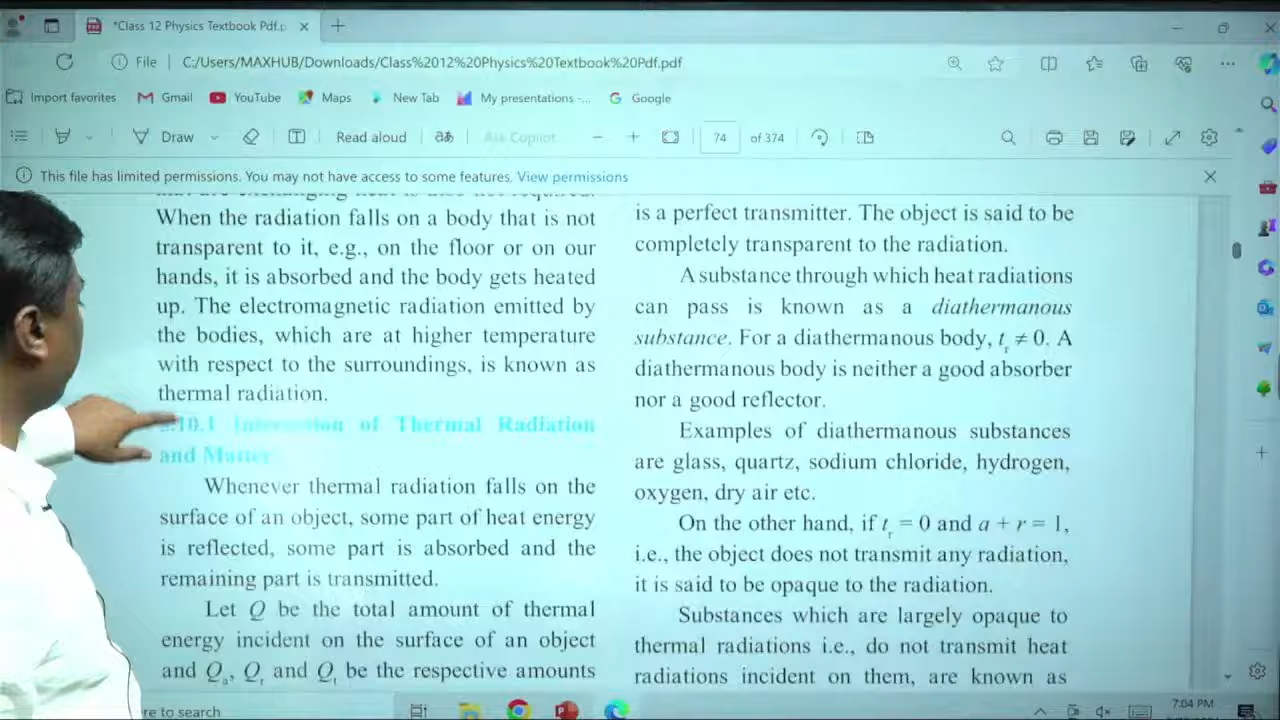 *Class 12 Physics Textbook Pdf.p
File
C:/Users/MAXHUB/Downloads/Class%2012%20Physics%20Textbook%20Pdf.pdf
Import favorites
Gmail
YouTube
Maps
New Tab
My presentations -...
Google
Draw
Read aloud
Ask Copilot
74
of 374
This file has limited permissions. You may not have access to some features. View permissions
When the radiation falls on a body that is not
transparent to it, e.g., on the floor or on our
hands, it is absorbed and the body gets heated
up. The electromagnetic radiation emitted by
the bodies, which are at higher temperature
with respect to the surroundings, is known as
thermal radiation.
.10.1 Interaction of Thermal Radiation
and Matter
Whenever thermal radiation falls on the
surface of an object, some part of heat energy
is reflected, some part is absorbed and the
remaining part is transmitted.
Let Q be the total amount of thermal
energy incident on the surface of an object
and Qa, Qr and Qt be the respective amounts
is a perfect transmitter. The object is said to be
completely transparent to the radiation.
A substance through which heat radiations
can pass is known as a diathermanous
substance. For a diathermanous body, tr ≠ 0. A
diathermanous body is neither a good absorber
nor a good reflector.
Examples of diathermanous substances
are glass, quartz, sodium chloride, hydrogen,
oxygen, dry air etc.
On the other hand, if tr = 0 and a + r = 1,
i.e., the object does not transmit any radiation,
it is said to be opaque to the radiation.
Substances which are largely opaque to
thermal radiations i.e., do not transmit heat
radiations incident on them, are known as
re to search
7:04 PM